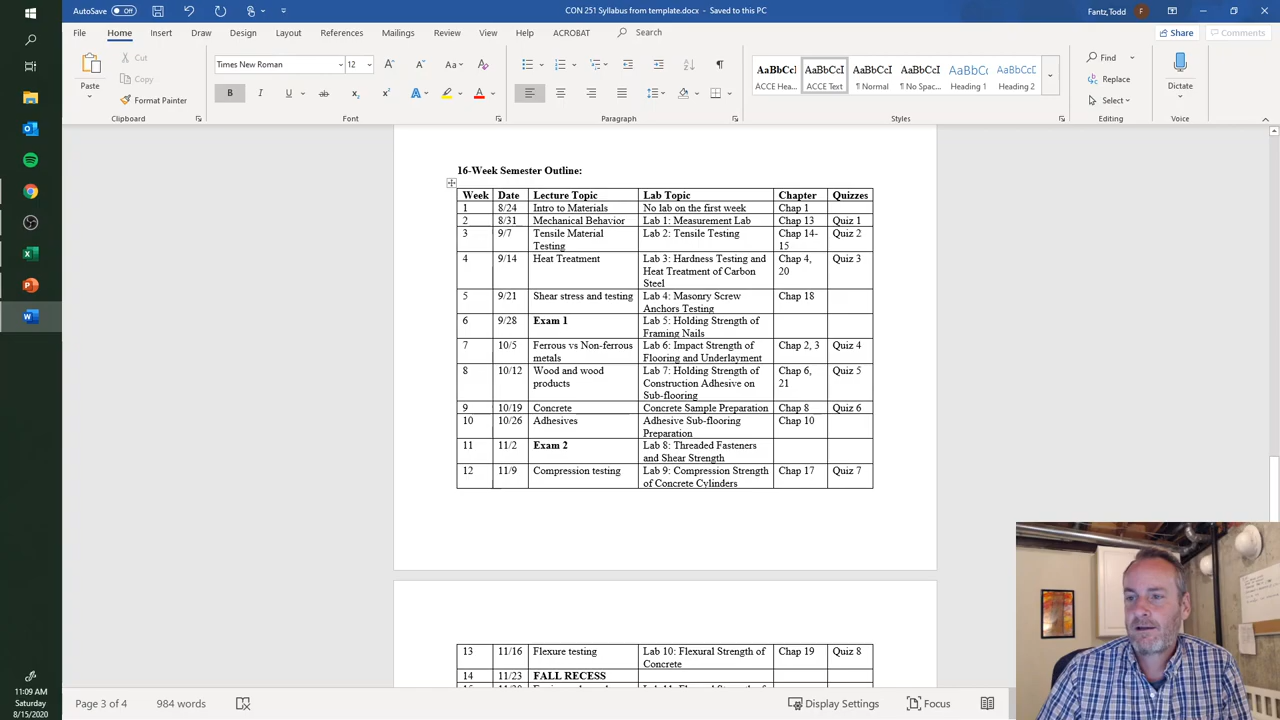 AutoSave Off CON 251 Syllabus from template.docx - Saved to this PC Fantz,Todd
File Home Insert Draw Design Layout References Mailings Review View Help ACROBAT Search Share Comments
Paste Cut Copy Format Painter
Times New Roman 12
AaBbCcI AaBbCcI AaBbCcI AaBbCcI AaBbCc AaBbCcI
ACCE Hea... ACCE Text ¶ Normal ¶ No Spac... Heading 1 Heading 2
Find Replace Select
Dictate
Clipboard Font Paragraph Styles Editing Voice
16-Week Semester Outline:
Week Date Lecture Topic Lab Topic Chapter Quizzes
1 8/24 Intro to Materials No lab on the first week Chap 1
2 8/31 Mechanical Behavior Lab 1: Measurement Lab Chap 13 Quiz 1
3 9/7 Tensile Material Lab 2: Tensile Testing Chap 14- Quiz 2
Testing 15
4 9/14 Heat Treatment Lab 3: Hardness Testing and Chap 4, Quiz 3
Heat Treatment of Carbon 20
Steel
5 9/21 Shear stress and testing Lab 4: Masonry Screw Chap 18
Anchors Testing
6 9/28 Exam 1 Lab 5: Holding Strength of
Framing Nails
7 10/5 Ferrous vs Non-ferrous Lab 6: Impact Strength of Chap 2, 3 Quiz 4
metals Flooring and Underlayment
8 10/12 Wood and wood Lab 7: Holding Strength of Chap 6, Quiz 5
products Construction Adhesive on 21
Sub-flooring
9 10/19 Concrete Concrete Sample Preparation Chap 8 Quiz 6
10 10/26 Adhesives Adhesive Sub-flooring Chap 10
Preparation
11 11/2 Exam 2 Lab 8: Threaded Fasteners
and Shear Strength
12 11/9 Compression testing Lab 9: Compression Strength Chap 17 Quiz 7
of Concrete Cylinders
13 11/16 Flexure testing Lab 10: Flexural Strength of Chap 19 Quiz 8
Concrete
14 11/23 FALL RECESS
11:09 AM
Saturday
8/15/2020
Page 3 of 4 984 words Display Settings Focus